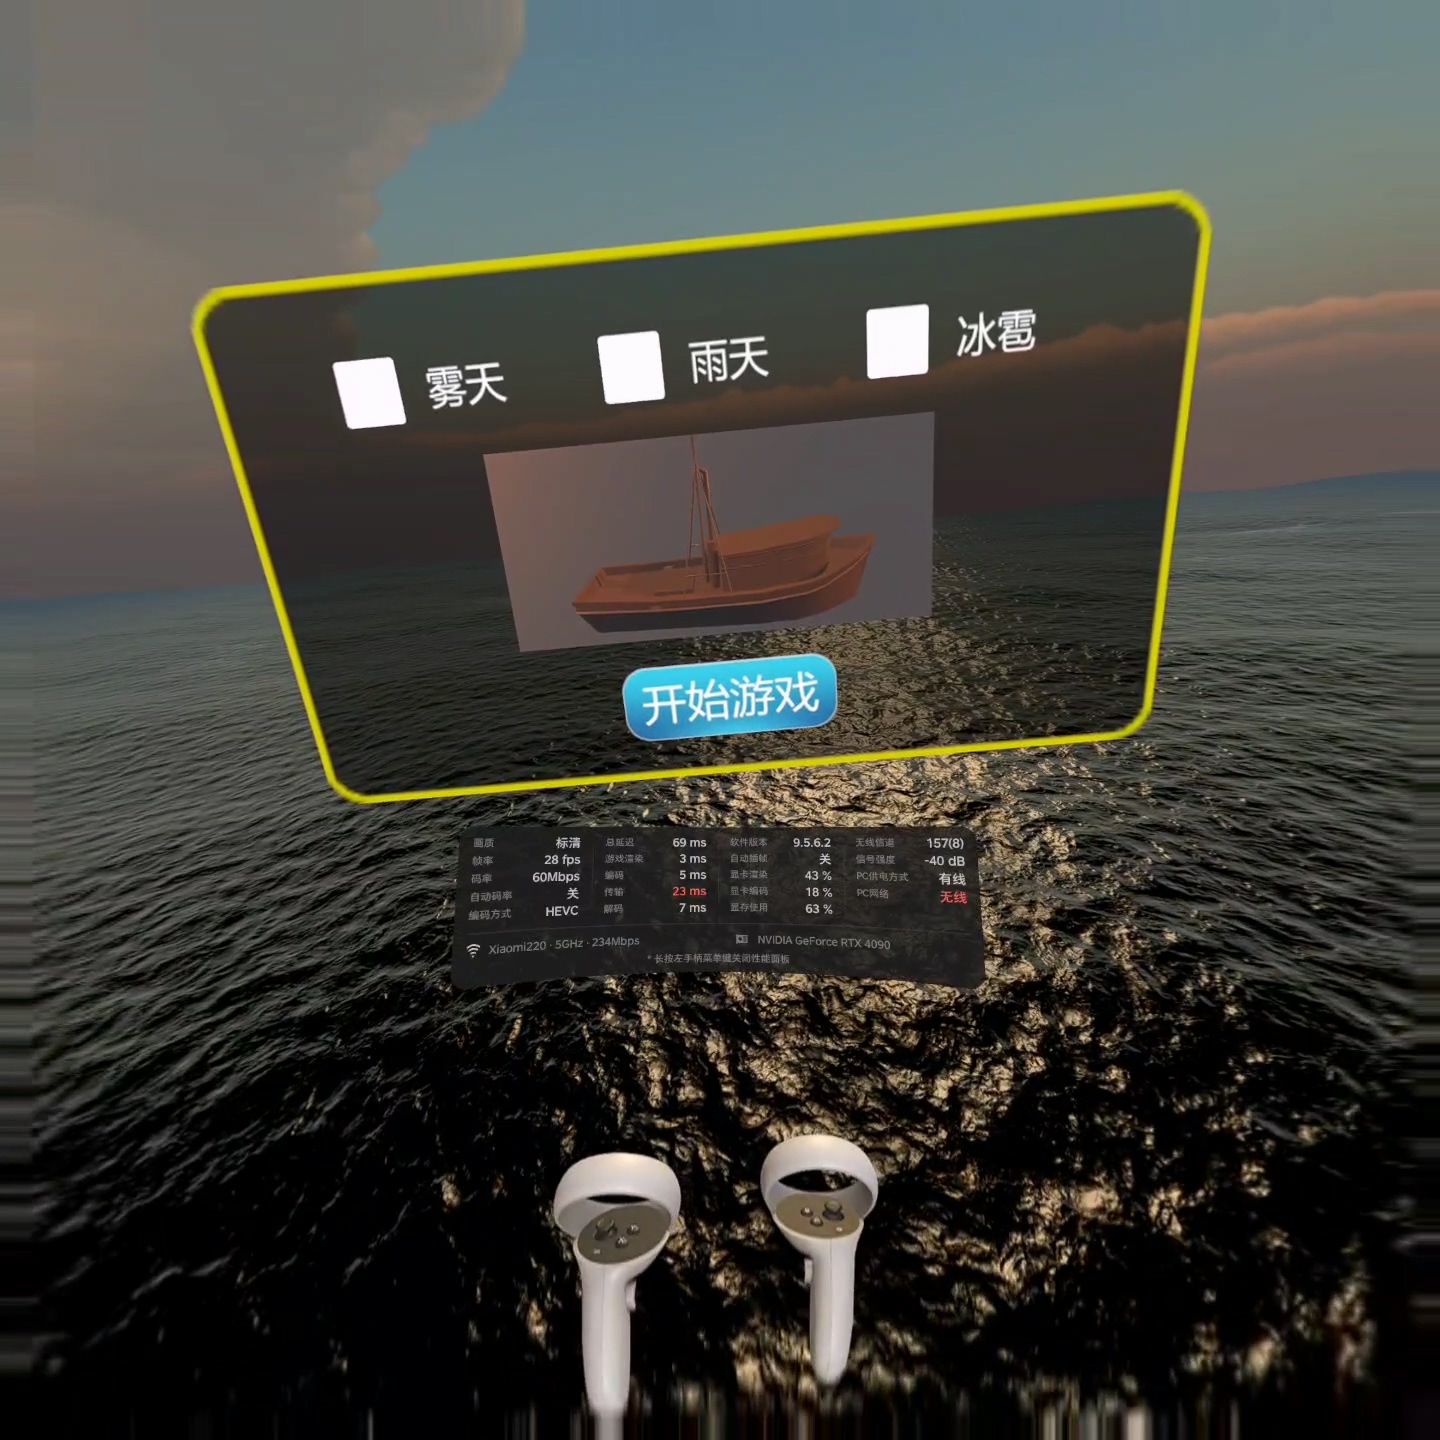 雾天 雨天 冰雹
开始游戏
画质 标清 总延迟 69 ms 软件版本 9.5.6.2 无线信道 157(8)
帧率 28 fps 游戏渲染 3 ms 自动插帧 关 信号强度 -40 dB
码率 60Mbps 编码 5 ms 显卡渲染 43 % PC供电方式 有线
自动码率 关 传输 23 ms 显卡编码 18 % PC网络 无线
编码方式 HEVC 解码 7 ms 显存使用 63 %
Xiaomi220 · 5GHz · 234Mbps NVIDIA GeForce RTX 4090
* 长按左手柄菜单键关闭性能面板